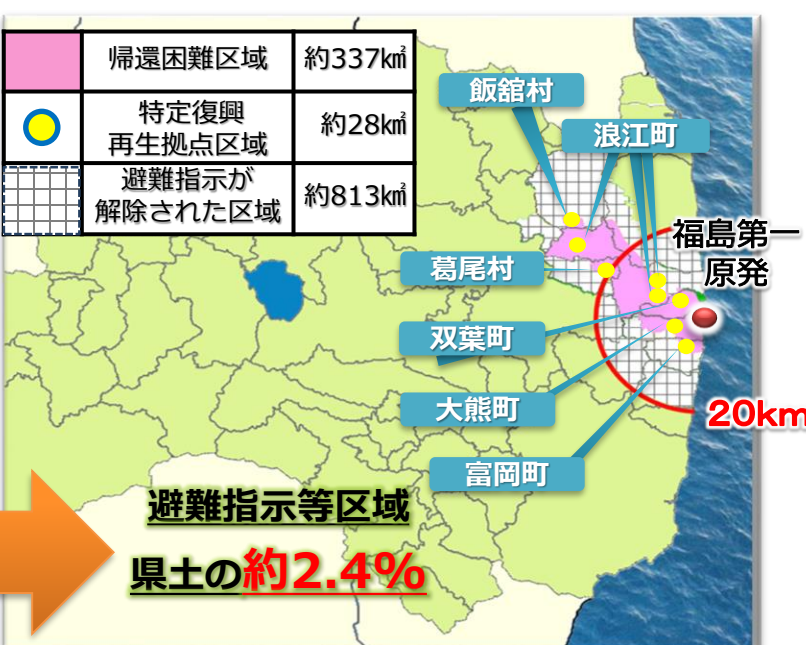 帰還困難区域 約337㎢
特定復興
再生拠点区域
約28㎢
避難指示が
解除された区域
約813㎢
飯舘村
浪江町
福島第一
原発
葛尾村
双葉町
大熊町
20km
富岡町
避難指示等区域
県土の約2.4%